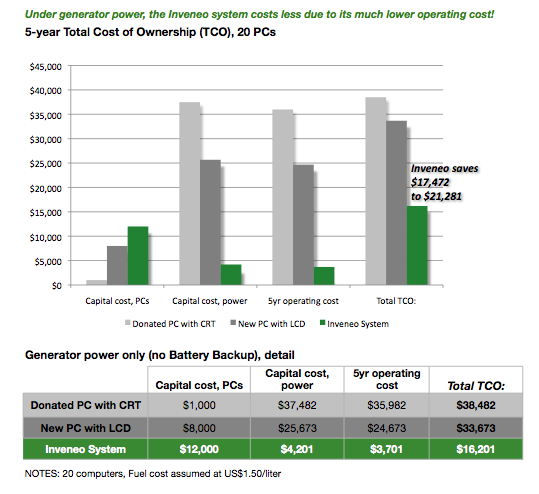 Under generator power, the Inveneo system costs less due to its much lower operating cost!
5-year Total Cost of Ownership (TCO), 20 PCs
$45,000
$40,000
$35,000
$30,000
$25,000
$20,000
$15,000
$10,000
$5,000
$0
Inveneo saves
$17,472
to $21,281
Capital cost, PCs Capital cost, power 5yr operating cost Total TCO:
Donated PC with CRT New PC with LCD Inveneo System
Generator power only (no Battery Backup), detail
Capital cost, PCs Capital cost, power 5yr operating cost Total TCO:
Donated PC with CRT $1,000 $37,482 $35,982 $38,482
New PC with LCD $8,000 $25,673 $24,673 $33,673
Inveneo System $12,000 $4,201 $3,701 $16,201
NOTES: 20 computers, Fuel cost assumed at US$1.50/liter